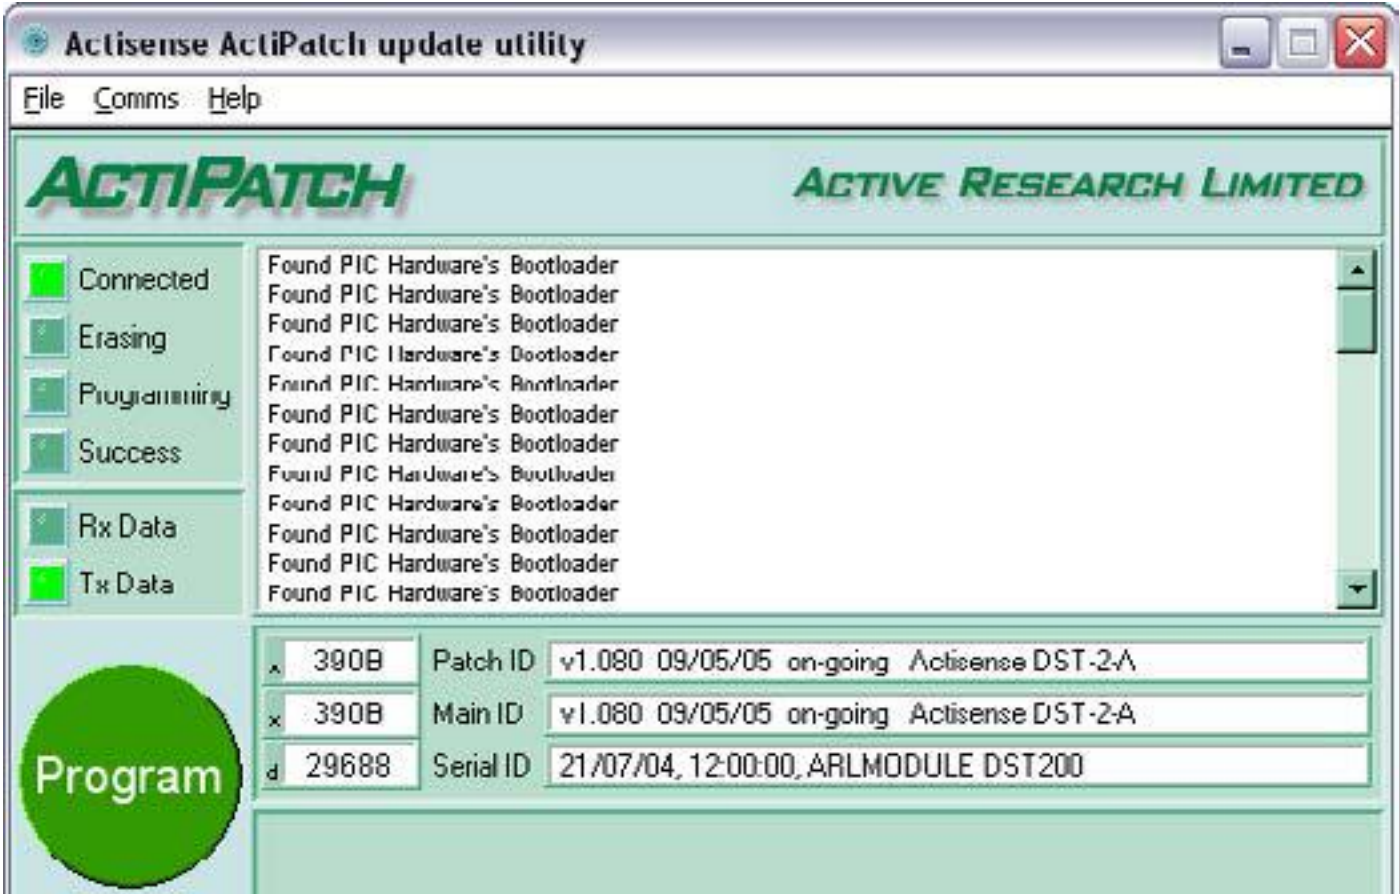 Actisense ActiPatch update utility
File Comms Help
ACTIPATCH
ACTIVE RESEARCH LIMITED
Connected
Erasing
Programming
Success
Rx Data
Tx Data
Found PIC Hardware's Bootloader
Found PIC Hardware's Bootloader
Found PIC Hardware's Bootloader
Found PIC Hardware's Bootloader
Found PIC Hardware's Bootloader
Found PIC Hardware's Bootloader
Found PIC Hardware's Bootloader
Found PIC Hardware's Bootloader
Found PIC Hardware's Bootloader
Found PIC Hardware's Bootloader
Found PIC Hardware's Bootloader
Found PIC Hardware's Bootloader
x 390B Patch ID v1.080 09/05/05 on-going Actisense DST-2-A
x 390B Main ID v1.080 09/05/05 on-going Actisense DST-2-A
d 29688 Serial ID 21/07/04, 12:00:00, ARLMODULE DST200
Program